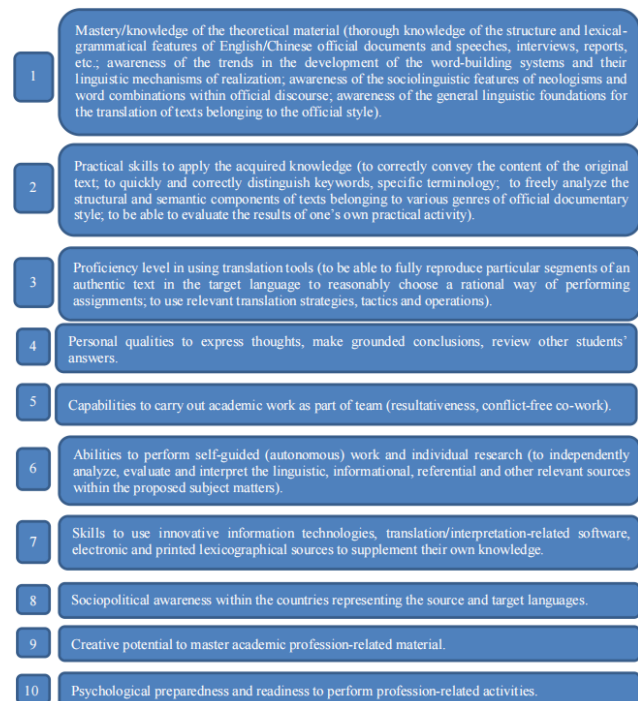 Mastery/knowledge of the theoretical material (thorough knowledge of the structure and lexical-
grammatical features of English/Chinese official documents and speeches, interviews, reports,
etc.; awareness of the trends in the development of the word-building systems and their
1 linguistic mechanisms of realization; awareness of the sociolinguistic features of neologisms and
word combinations within official discourse; awareness of the general linguistic foundations for
the translation of texts belonging to the official style).
Practical skills to apply the acquired knowledge (to correctly convey the content of the original
2 text; to quickly and correctly distinguish keywords, specific terminology; to freely analyze the
structural and semantic components of texts belonging to various genres of official documentary
style; to be able to evaluate the results of one's own practical activity).
Proficiency level in using translation tools (to be able to fully reproduce particular segments of an
3 authentic text in the target language to reasonably choose a rational way of performing
assignments; to use relevant translation strategies, tactics and operations).
4 Personal qualities to express thoughts, make grounded conclusions, review other students'
answers.
5 Capabilities to carry out academic work as part of team (resultativeness, conflict-free co-work).
Abilities to perform self-guided (autonomous) work and individual research (to independently
6 analyze, evaluate and interpret the linguistic, informational, referential and other relevant sources
within the proposed subject matters).
7 Skills to use innovative information technologies, translation/interpretation-related software,
electronic and printed lexicographical sources to supplement their own knowledge.
8 Sociopolitical awareness within the countries representing the source and target languages.
9 Creative potential to master academic profession-related material.
10 Psychological preparedness and readiness to perform profession-related activities.